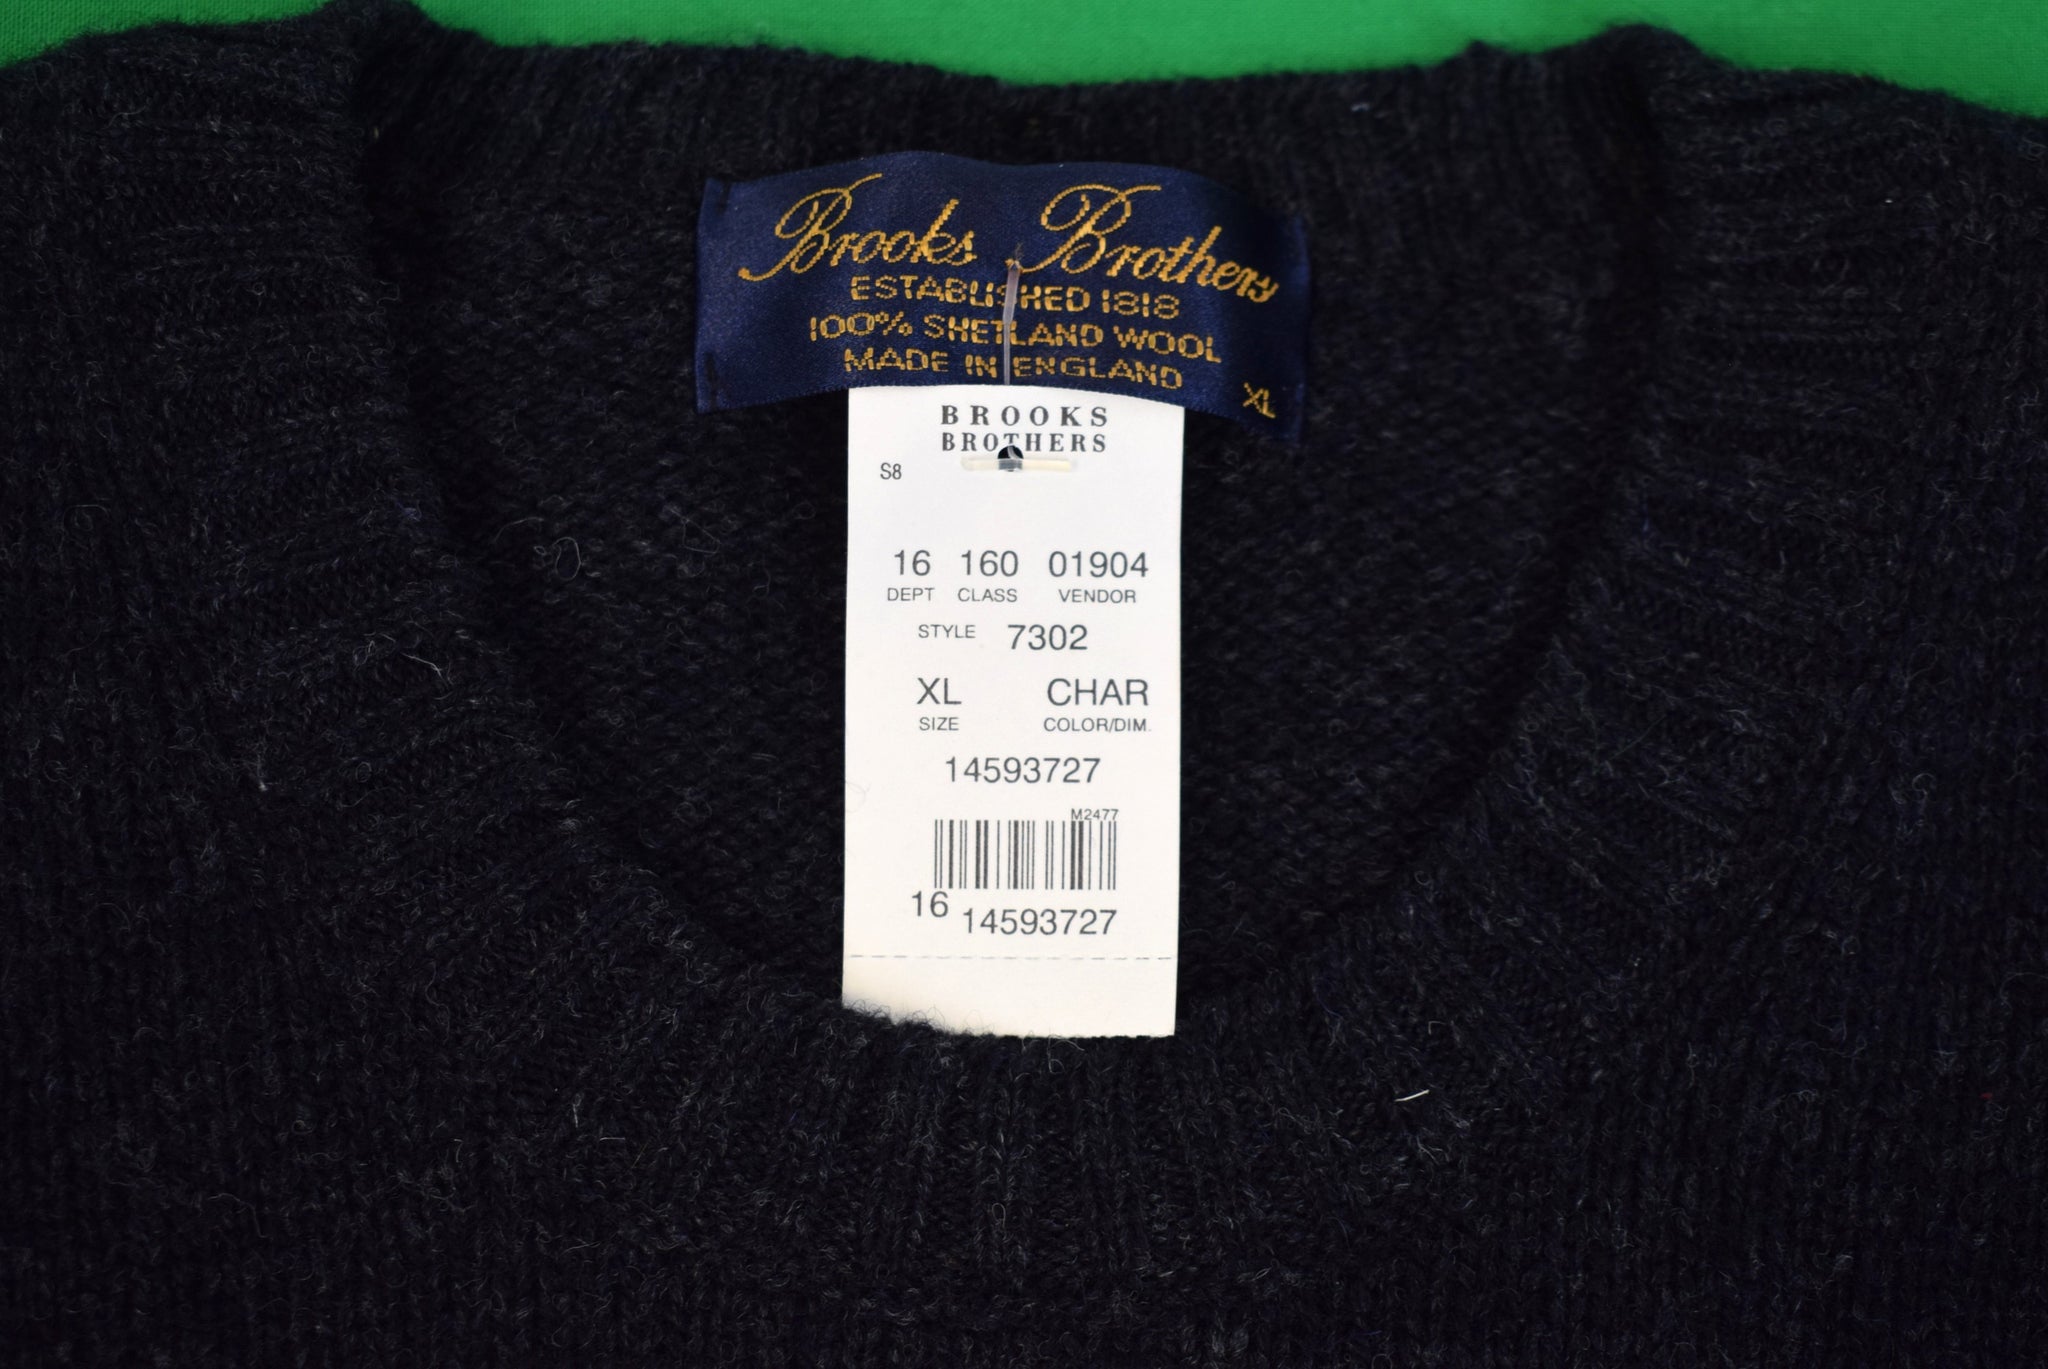 Brooks Brothers
ESTABLISHED 1818
100% SHETLAND WOOL
MADE IN ENGLAND
XL
BROOKS
BROTHERS
S8
16 160 01904
DEPT CLASS VENDOR
STYLE 7302
XL CHAR
SIZE COLOR/DIM.
14593727
M2477
16 14593727